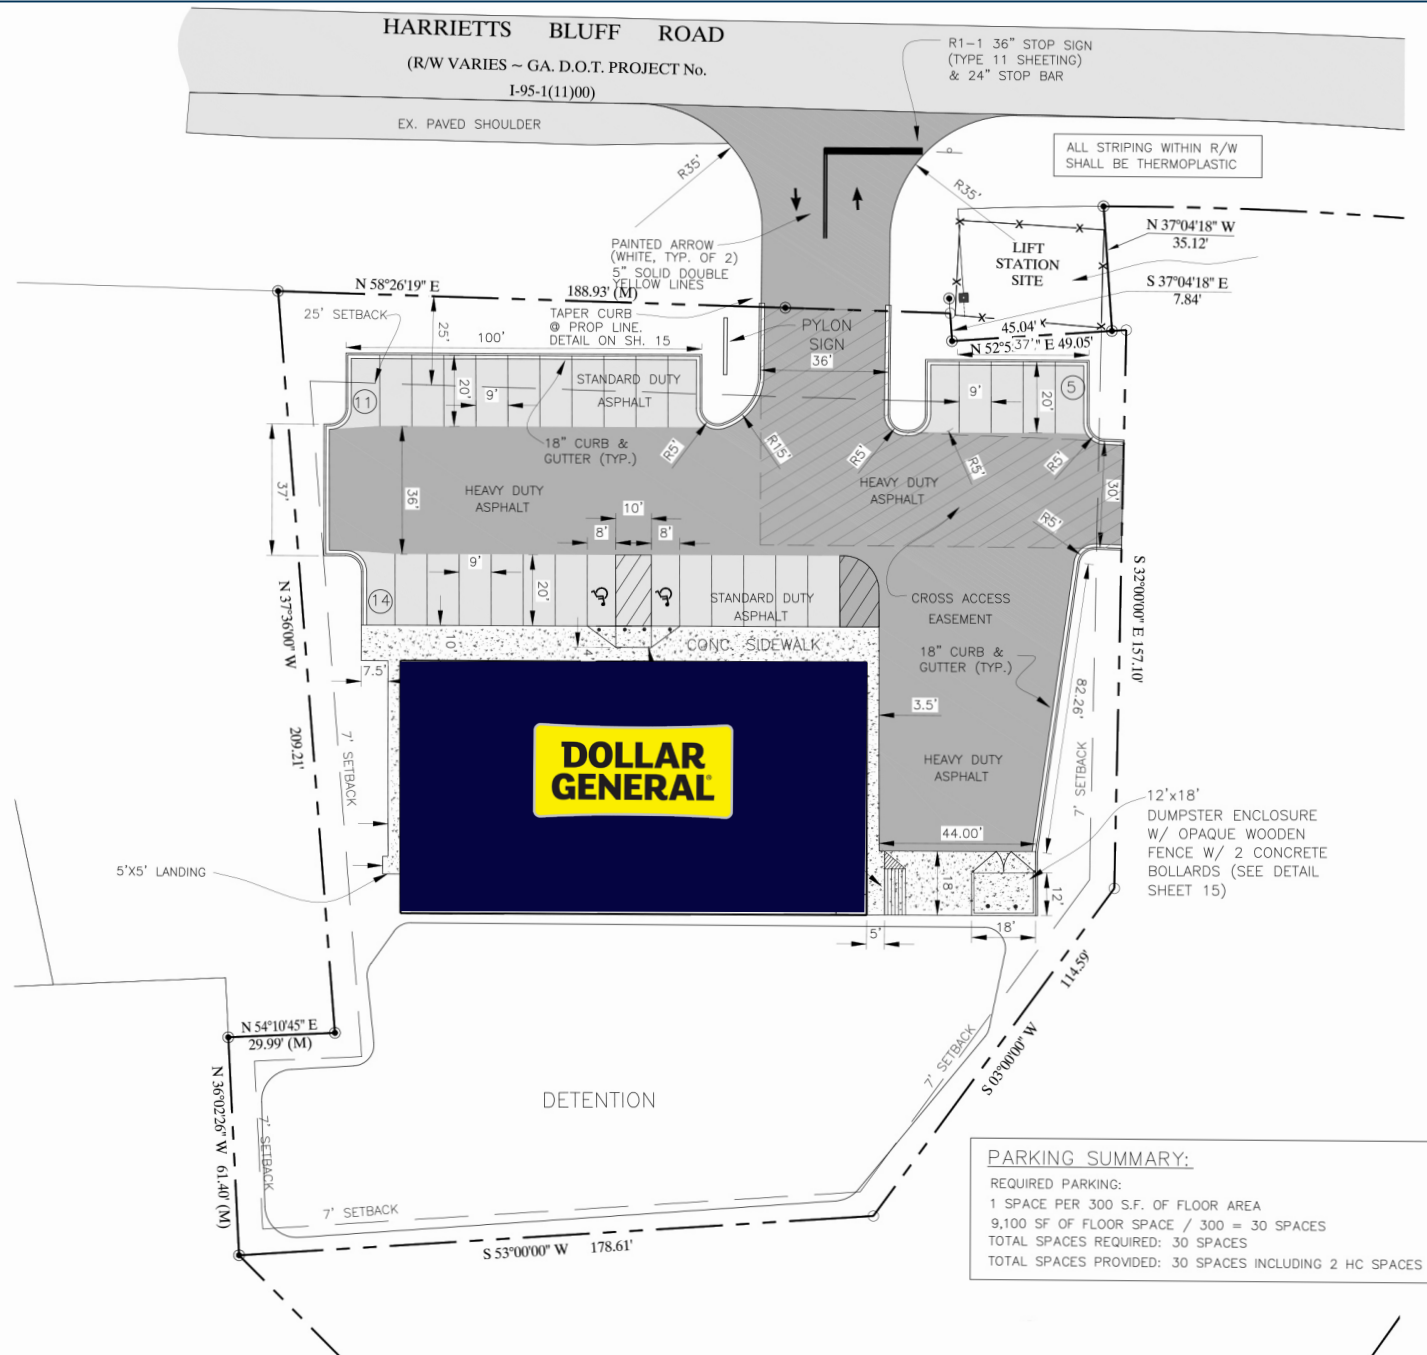 HARRIETTS BLUFF ROAD
(R/W VARIES ~ GA. D.O.T. PROJECT No.
I-95-1(11)00)
EX. PAVED SHOULDER
R1-1 36" STOP SIGN
(TYPE 11 SHEETING)
& 24" STOP BAR
ALL STRIPING WITHIN R/W
SHALL BE THERMOPLASTIC
R35'
R35'
PAINTED ARROW
(WHITE, TYP. OF 2)
5" SOLID DOUBLE
YELLOW LINES
LIFT
STATION
SITE
N 37°04'18" W
35.12'
S 37°04'18" E
7.84'
45.04'
N 52°5 37" E 49.05'
N 58°26'19" E
188.93' (M)
25' SETBACK
25'
100'
TAPER CURB
@ PROP LINE.
DETAIL ON SH. 15
PYLON
SIGN
36'
STANDARD DUTY
ASPHALT
11
20'
9'
9'
20'
5
18" CURB &
GUTTER (TYP.)
R5'
R15'
R5'
R5'
R5'
R5'
37'
36'
HEAVY DUTY
ASPHALT
HEAVY DUTY
ASPHALT
30'
10'
8'
8'
9'
20'
14
10'
4'
STANDARD DUTY
ASPHALT
CONC. SIDEWALK
CROSS ACCESS
EASEMENT
18" CURB &
GUTTER (TYP.)
N 37°36'00" W
209.21'
7' SETBACK
7.5'
3.5'
DOLLAR
GENERAL®
HEAVY DUTY
ASPHALT
82.26'
7' SETBACK
S 32°00'00" E 157.10'
44.00'
18'
12'
18'
5'
12'x18'
DUMPSTER ENCLOSURE
W/ OPAQUE WOODEN
FENCE W/ 2 CONCRETE
BOLLARDS (SEE DETAIL
SHEET 15)
5'X5' LANDING
114.59'
S 03°00'00" W
7' SETBACK
N 54°10'45" E
29.99' (M)
N 36°02'26" W 61.40' (M)
7' SETBACK
7' SETBACK
DETENTION
S 53°00'00" W 178.61'
PARKING SUMMARY:
REQUIRED PARKING:
1 SPACE PER 300 S.F. OF FLOOR AREA
9,100 SF OF FLOOR SPACE / 300 = 30 SPACES
TOTAL SPACES REQUIRED: 30 SPACES
TOTAL SPACES PROVIDED: 30 SPACES INCLUDING 2 HC SPACES